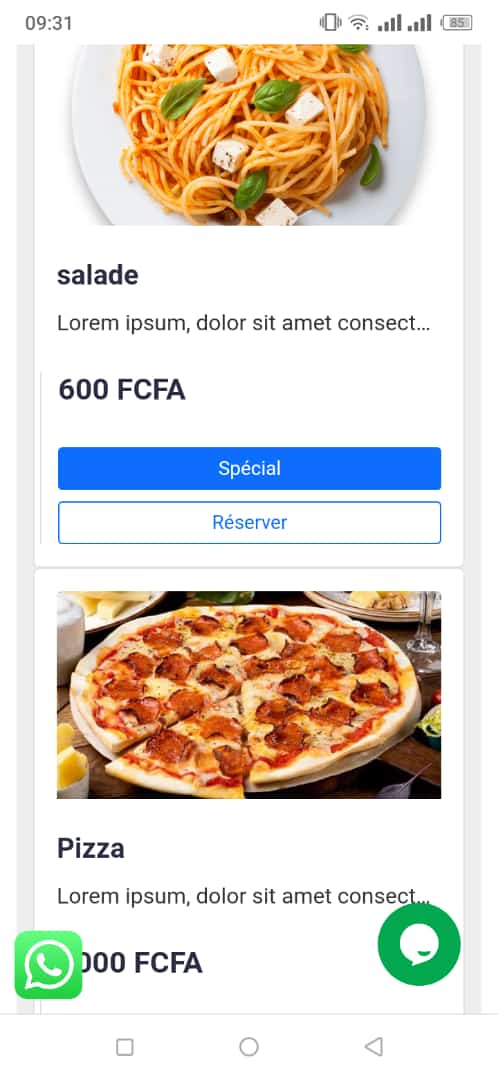 09:31
85
salade
Lorem ipsum, dolor sit amet consect...
600 FCFA
Spécial
Réserver
Pizza
Lorem ipsum, dolor sit amet consect...
000 FCFA